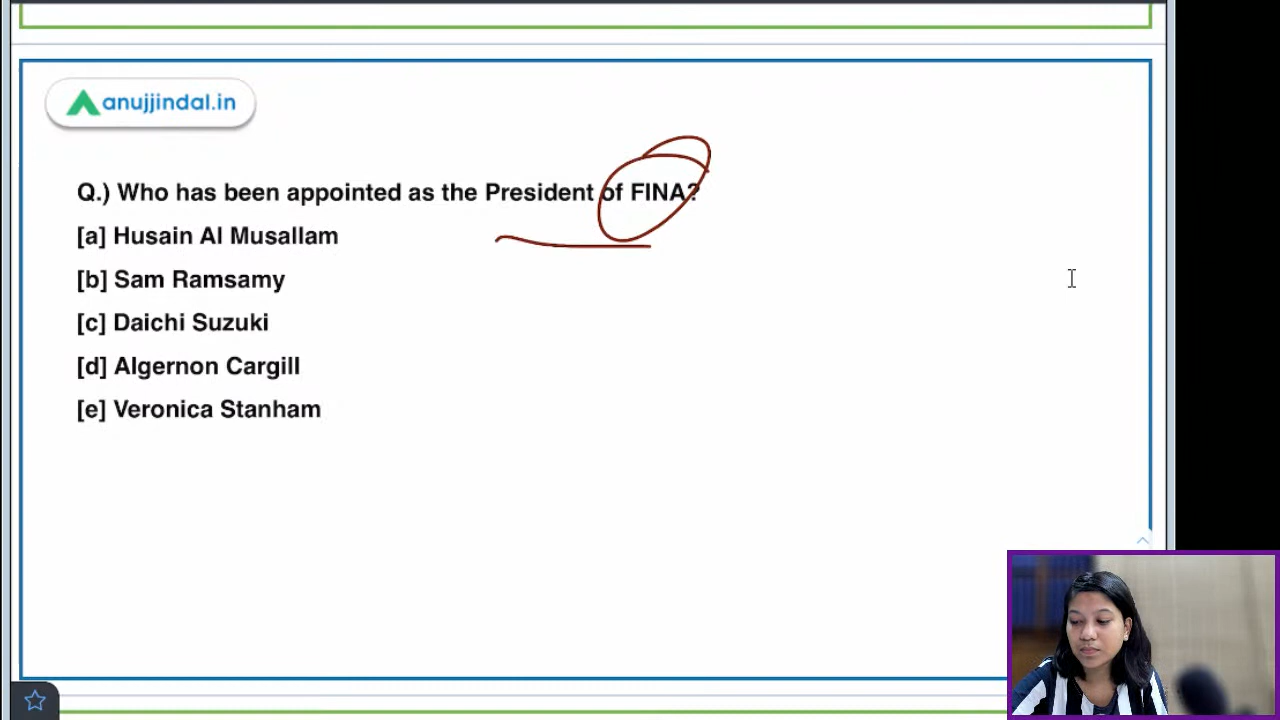 anujjindal.in
Q.) Who has been appointed as the President of FINA?
[a] Husain Al Musallam
[b] Sam Ramsamy
[c] Daichi Suzuki
[d] Algernon Cargill
[e] Veronica Stanham